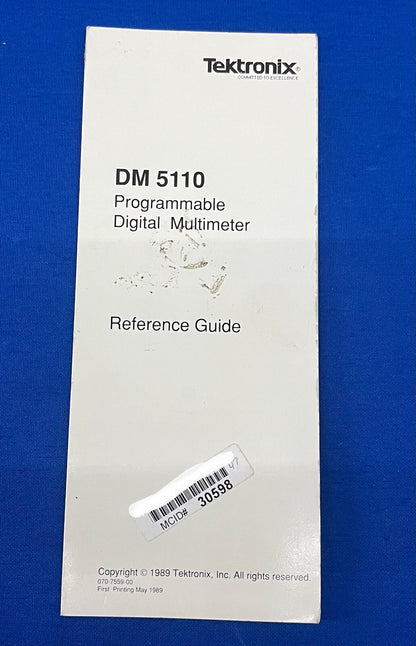 Tektronix®
COMMITTED TO EXCELLENCE
DM 5110
Programmable
Digital Multimeter
Reference Guide
47
MCID# 30598
Copyright © 1989 Tektronix, Inc. All rights reserved.
070-7559-00
First Printing May 1989